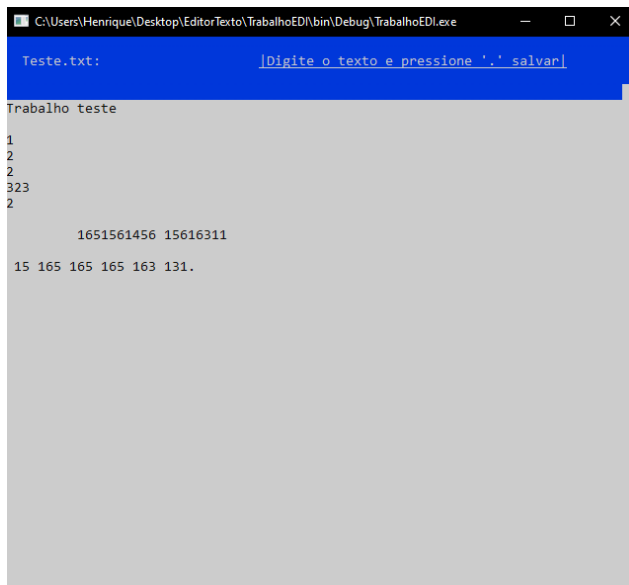 C:\Users\Henrique\Desktop\EditorTexto\TrabalhoEDI\bin\Debug\TrabalhoEDI.exe
Teste.txt: |Digite o texto e pressione '.' salvar|
Trabalho teste
1
2
2
323
2
1651561456 15616311
15 165 165 165 163 131.